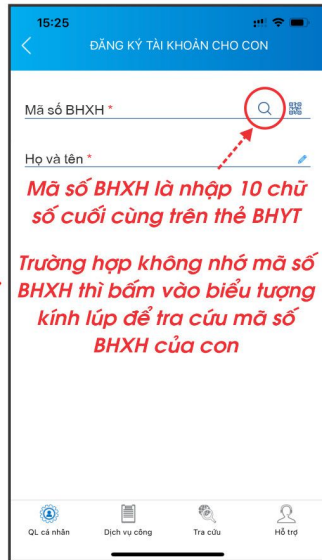 15:25
ĐĂNG KÝ TÀI KHOẢN CHO CON
Mã số BHXH *
Họ và tên *
Mã số BHXH là nhập 10 chữ
số cuối cùng trên thẻ BHYT
Trường hợp không nhớ mã số
BHXH thì bấm vào biểu tượng
kính lúp để tra cứu mã số
BHXH của con
QL cá nhân
Dịch vụ công
Tra cứu
Hỗ trợ